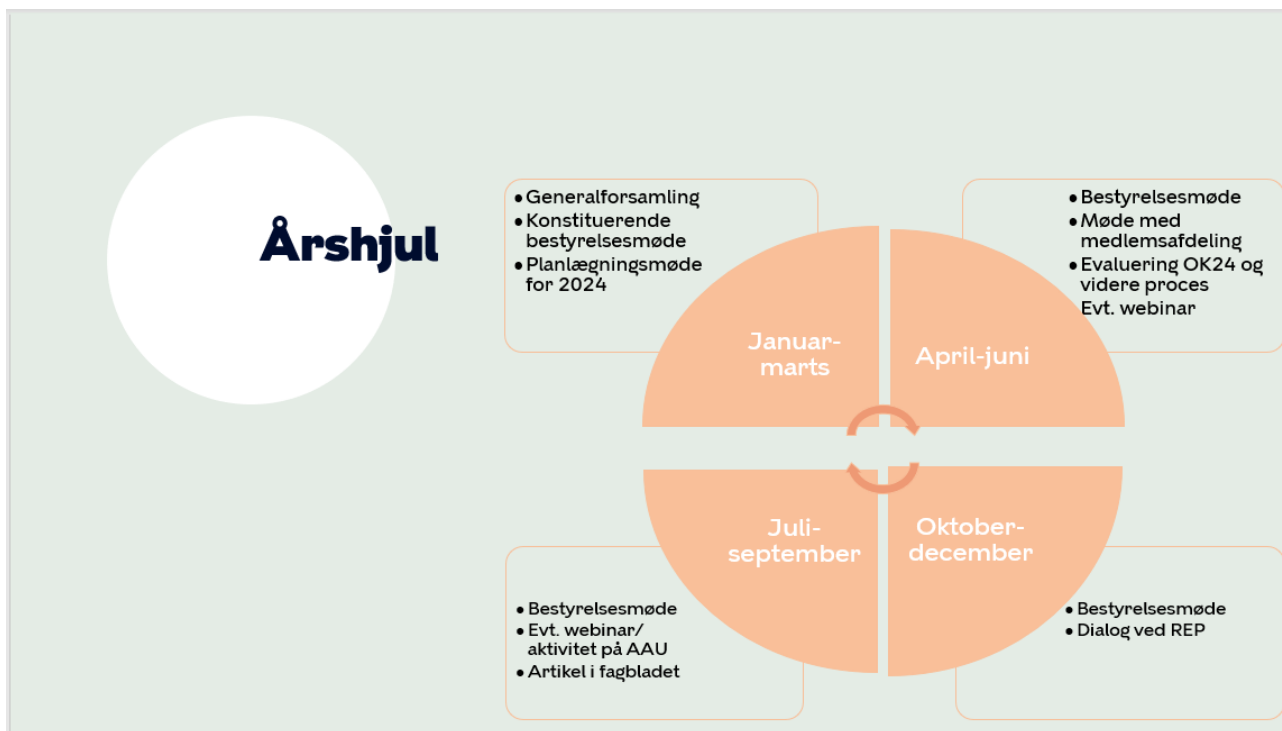 Årshjul
• Generalforsamling
• Konstituerende
bestyrelsesmøde
• Planlægningsmøde
for 2024
• Bestyrelsesmøde
• Møde med
medlemsafdeling
• Evaluering OK24 og
videre proces
Evt. webinar
Januar-
marts
April-juni
Juli-
september
Oktober-
december
• Bestyrelsesmøde
• Evt. webinar/
aktivitet på AAU
• Artikel i fagbladet
• Bestyrelsesmøde
• Dialog ved REP